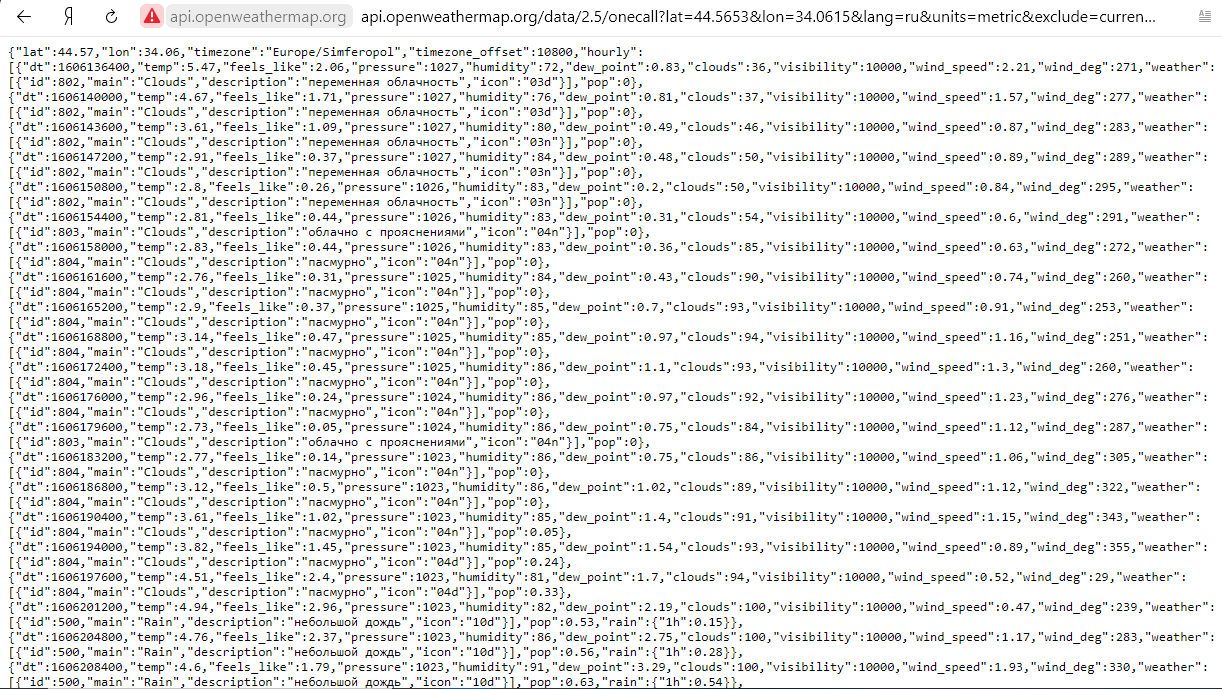 Я api.openweathermap.org api.openweathermap.org/data/2.5/onecall?lat=44.5653&lon=34.0615&lang=ru&units=metric&exclude=curren...
{"lat":44.57,"lon":34.06,"timezone":"Europe/Simferopol","timezone_offset":10800,"hourly":
[{"dt":1606136400,"temp":5.47,"feels_like":2.06,"pressure":1027,"humidity":72,"dew_point":0.83,"clouds":36,"visibility":10000,"wind_speed":2.21,"wind_deg":271,"weather":
[{"id":802,"main":"Clouds","description":"переменная облачность","icon":"03d"}],"pop":0},
{"dt":1606140000,"temp":4.67,"feels_like":1.71,"pressure":1027,"humidity":76,"dew_point":0.81,"clouds":37,"visibility":10000,"wind_speed":1.57,"wind_deg":277,"weather":
[{"id":802,"main":"Clouds","description":"переменная облачность","icon":"03d"}],"pop":0},
{"dt":1606143600,"temp":3.61,"feels_like":1.09,"pressure":1027,"humidity":80,"dew_point":0.49,"clouds":46,"visibility":10000,"wind_speed":0.87,"wind_deg":283,"weather":
[{"id":802,"main":"Clouds","description":"переменная облачность","icon":"03n"}],"pop":0},
{"dt":1606147200,"temp":2.91,"feels_like":0.37,"pressure":1027,"humidity":84,"dew_point":0.48,"clouds":50,"visibility":10000,"wind_speed":0.89,"wind_deg":289,"weather":
[{"id":802,"main":"Clouds","description":"переменная облачность","icon":"03n"}],"pop":0},
{"dt":1606150800,"temp":2.8,"feels_like":0.26,"pressure":1026,"humidity":83,"dew_point":0.2,"clouds":50,"visibility":10000,"wind_speed":0.84,"wind_deg":295,"weather":
[{"id":802,"main":"Clouds","description":"переменная облачность","icon":"03n"}],"pop":0},
{"dt":1606154400,"temp":2.81,"feels_like":0.44,"pressure":1026,"humidity":83,"dew_point":0.31,"clouds":54,"visibility":10000,"wind_speed":0.6,"wind_deg":291,"weather":
[{"id":803,"main":"Clouds","description":"облачно с прояснениями","icon":"04n"}],"pop":0},
{"dt":1606158000,"temp":2.83,"feels_like":0.44,"pressure":1026,"humidity":83,"dew_point":0.36,"clouds":85,"visibility":10000,"wind_speed":0.63,"wind_deg":272,"weather":
[{"id":804,"main":"Clouds","description":"пасмурно","icon":"04n"}],"pop":0},
{"dt":1606161600,"temp":2.76,"feels_like":0.31,"pressure":1025,"humidity":84,"dew_point":0.43,"clouds":90,"visibility":10000,"wind_speed":0.74,"wind_deg":260,"weather":
[{"id":804,"main":"Clouds","description":"пасмурно","icon":"04n"}],"pop":0},
{"dt":1606165200,"temp":2.9,"feels_like":0.37,"pressure":1025,"humidity":85,"dew_point":0.7,"clouds":93,"visibility":10000,"wind_speed":0.91,"wind_deg":253,"weather":
[{"id":804,"main":"Clouds","description":"пасмурно","icon":"04n"}],"pop":0},
{"dt":1606168800,"temp":3.14,"feels_like":0.47,"pressure":1025,"humidity":85,"dew_point":0.97,"clouds":94,"visibility":10000,"wind_speed":1.16,"wind_deg":251,"weather":
[{"id":804,"main":"Clouds","description":"пасмурно","icon":"04n"}],"pop":0},
{"dt":1606172400,"temp":3.18,"feels_like":0.45,"pressure":1025,"humidity":86,"dew_point":1.1,"clouds":93,"visibility":10000,"wind_speed":1.3,"wind_deg":260,"weather":
[{"id":804,"main":"Clouds","description":"пасмурно","icon":"04n"}],"pop":0},
{"dt":1606176000,"temp":2.96,"feels_like":0.24,"pressure":1024,"humidity":86,"dew_point":0.97,"clouds":92,"visibility":10000,"wind_speed":1.23,"wind_deg":276,"weather":
[{"id":804,"main":"Clouds","description":"пасмурно","icon":"04n"}],"pop":0},
{"dt":1606179600,"temp":2.73,"feels_like":0.05,"pressure":1024,"humidity":86,"dew_point":0.75,"clouds":84,"visibility":10000,"wind_speed":1.12,"wind_deg":287,"weather":
[{"id":803,"main":"Clouds","description":"облачно с прояснениями","icon":"04n"}],"pop":0},
{"dt":1606183200,"temp":2.77,"feels_like":0.14,"pressure":1023,"humidity":86,"dew_point":0.75,"clouds":86,"visibility":10000,"wind_speed":1.06,"wind_deg":305,"weather":
[{"id":804,"main":"Clouds","description":"пасмурно","icon":"04n"}],"pop":0},
{"dt":1606186800,"temp":3.12,"feels_like":0.5,"pressure":1023,"humidity":86,"dew_point":1.02,"clouds":89,"visibility":10000,"wind_speed":1.12,"wind_deg":322,"weather":
[{"id":804,"main":"Clouds","description":"пасмурно","icon":"04n"}],"pop":0},
{"dt":1606190400,"temp":3.61,"feels_like":1.02,"pressure":1023,"humidity":85,"dew_point":1.4,"clouds":91,"visibility":10000,"wind_speed":1.15,"wind_deg":343,"weather":
[{"id":804,"main":"Clouds","description":"пасмурно","icon":"04n"}],"pop":0.05},
{"dt":1606194000,"temp":3.82,"feels_like":1.45,"pressure":1023,"humidity":85,"dew_point":1.54,"clouds":93,"visibility":10000,"wind_speed":0.89,"wind_deg":355,"weather":
[{"id":804,"main":"Clouds","description":"пасмурно","icon":"04d"}],"pop":0.24},
{"dt":1606197600,"temp":4.51,"feels_like":2.4,"pressure":1023,"humidity":81,"dew_point":1.7,"clouds":94,"visibility":10000,"wind_speed":0.52,"wind_deg":29,"weather":
[{"id":804,"main":"Clouds","description":"пасмурно","icon":"04d"}],"pop":0.33},
{"dt":1606201200,"temp":4.94,"feels_like":2.96,"pressure":1023,"humidity":82,"dew_point":2.19,"clouds":100,"visibility":10000,"wind_speed":0.47,"wind_deg":239,"weather":
[{"id":500,"main":"Rain","description":"небольшой дождь","icon":"10d"}],"pop":0.53,"rain":{"1h":0.15}},
{"dt":1606204800,"temp":4.76,"feels_like":2.37,"pressure":1023,"humidity":86,"dew_point":2.75,"clouds":100,"visibility":10000,"wind_speed":1.17,"wind_deg":283,"weather":
[{"id":500,"main":"Rain","description":"небольшой дождь","icon":"10d"}],"pop":0.56,"rain":{"1h":0.28}},
{"dt":1606208400,"temp":4.6,"feels_like":1.79,"pressure":1023,"humidity":91,"dew_point":3.29,"clouds":100,"visibility":10000,"wind_speed":1.93,"wind_deg":330,"weather":
[{"id":500,"main":"Rain","description":"небольшой дождь","icon":"10d"}],"pop":0.63,"rain":{"1h":0.54}},